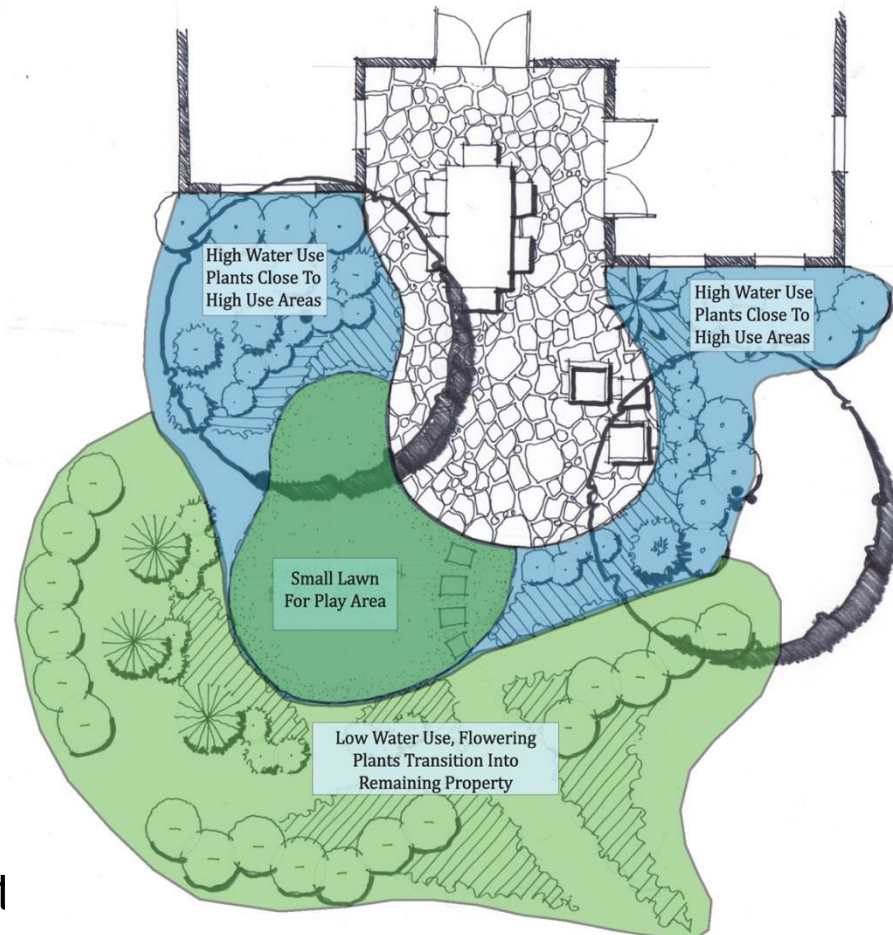 High Water Use
Plants Close To
High Use Areas
High Water Use
Plants Close To
High Use Areas
Small Lawn
For Play Area
Low Water Use, Flowering
Plants Transition Into
Remaining Property